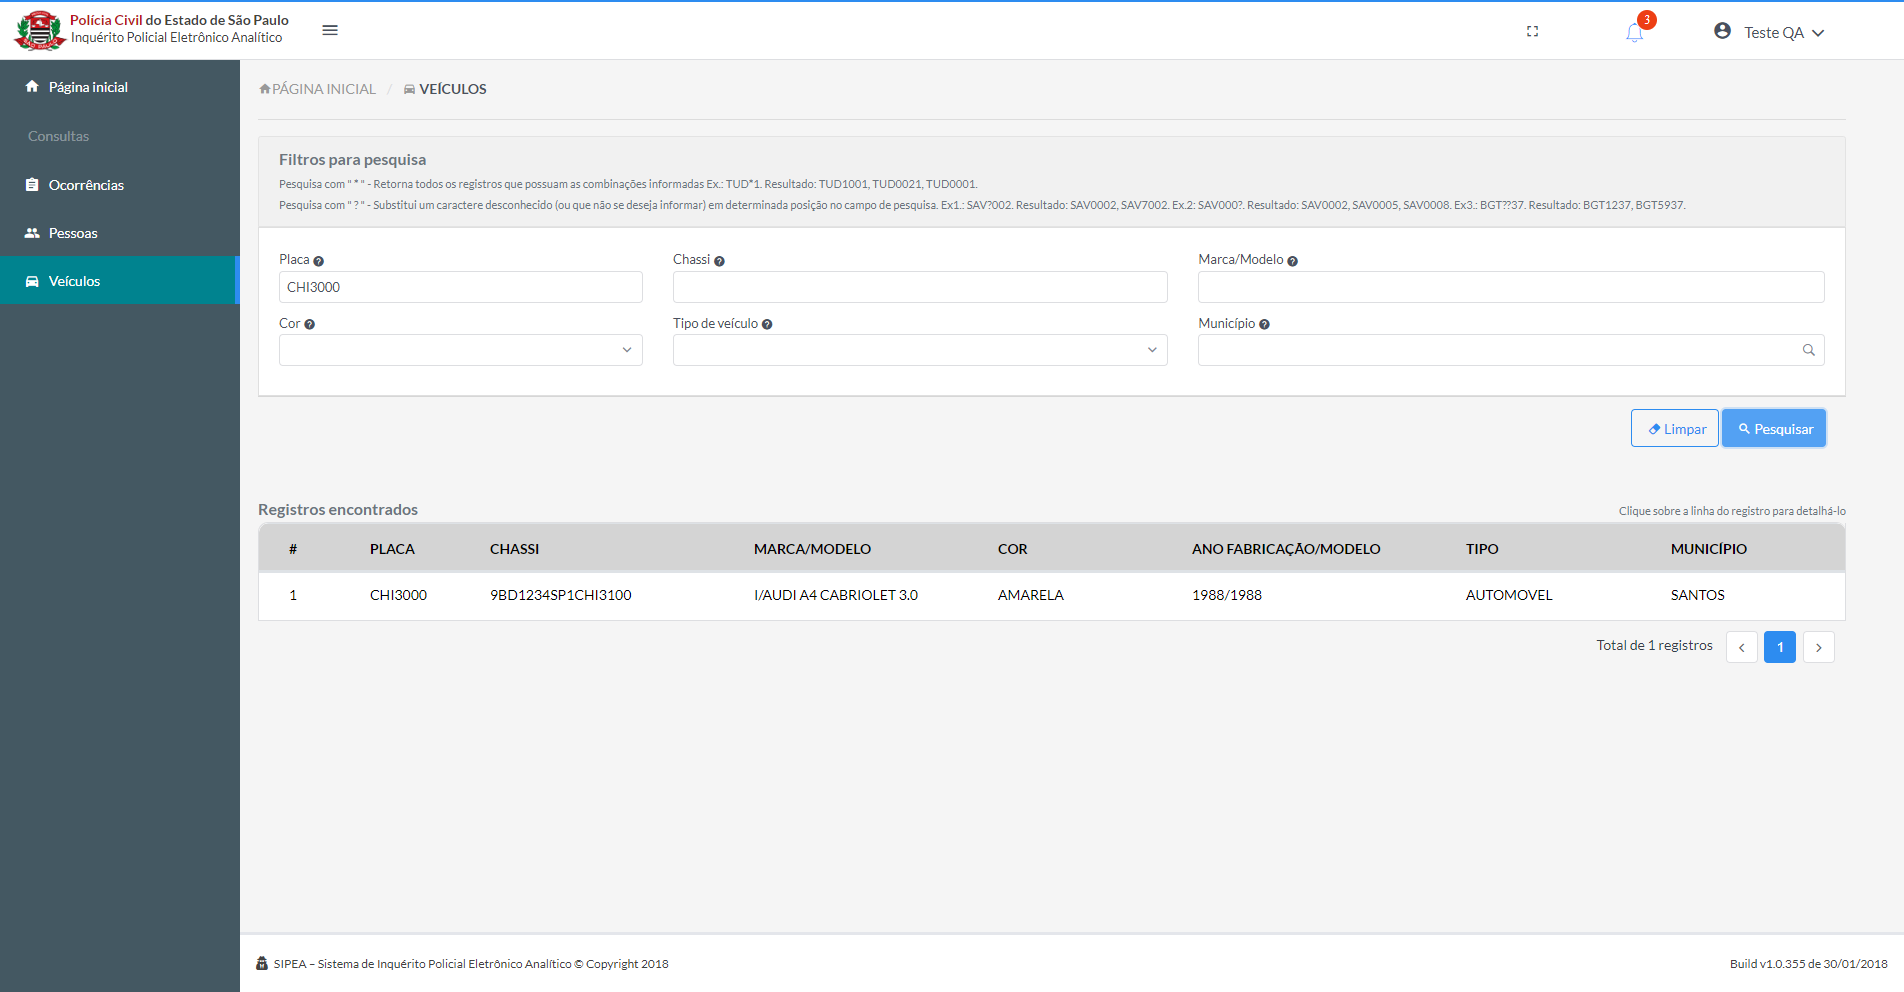 Polícia Civil do Estado de São Paulo
Inquérito Policial Eletrônico Analítico
3
Teste QA
Página inicial
Consultas
Ocorrências
Pessoas
Veículos
PÁGINA INICIAL / VEÍCULOS
Filtros para pesquisa
Pesquisa com " * " - Retorna todos os registros que possuam as combinações informadas Ex.: TUD*1. Resultado: TUD1001, TUD0021, TUD0001.
Pesquisa com " ? " - Substitui um caractere desconhecido (ou que não se deseja informar) em determinada posição no campo de pesquisa. Ex1.: SAV?002. Resultado: SAV0002, SAV7002. Ex.2: SAV000?. Resultado: SAV0002, SAV0005, SAV0008. Ex3.: BGT??37. Resultado: BGT1237, BGT5937.
Placa Chassi Marca/Modelo
CHI3000
Cor Tipo de veículo Município
Limpar Pesquisar
Registros encontrados Clique sobre a linha do registro para detalhá-lo
# PLACA CHASSI MARCA/MODELO COR ANO FABRICAÇÃO/MODELO TIPO MUNICÍPIO
1 CHI3000 9BD1234SP1CHI3100 I/AUDI A4 CABRIOLET 3.0 AMARELA 1988/1988 AUTOMOVEL SANTOS
Total de 1 registros 1
SIPEA – Sistema de Inquérito Policial Eletrônico Analítico © Copyright 2018 Build v1.0.355 de 30/01/2018